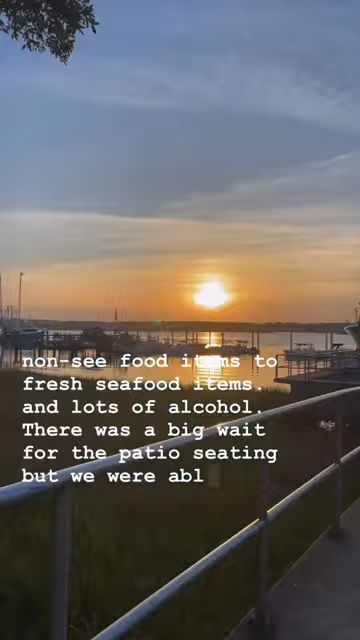 non-see food items to
fresh seafood items.
and lots of alcohol.
There was a big wait
for the patio seating
but we were abl